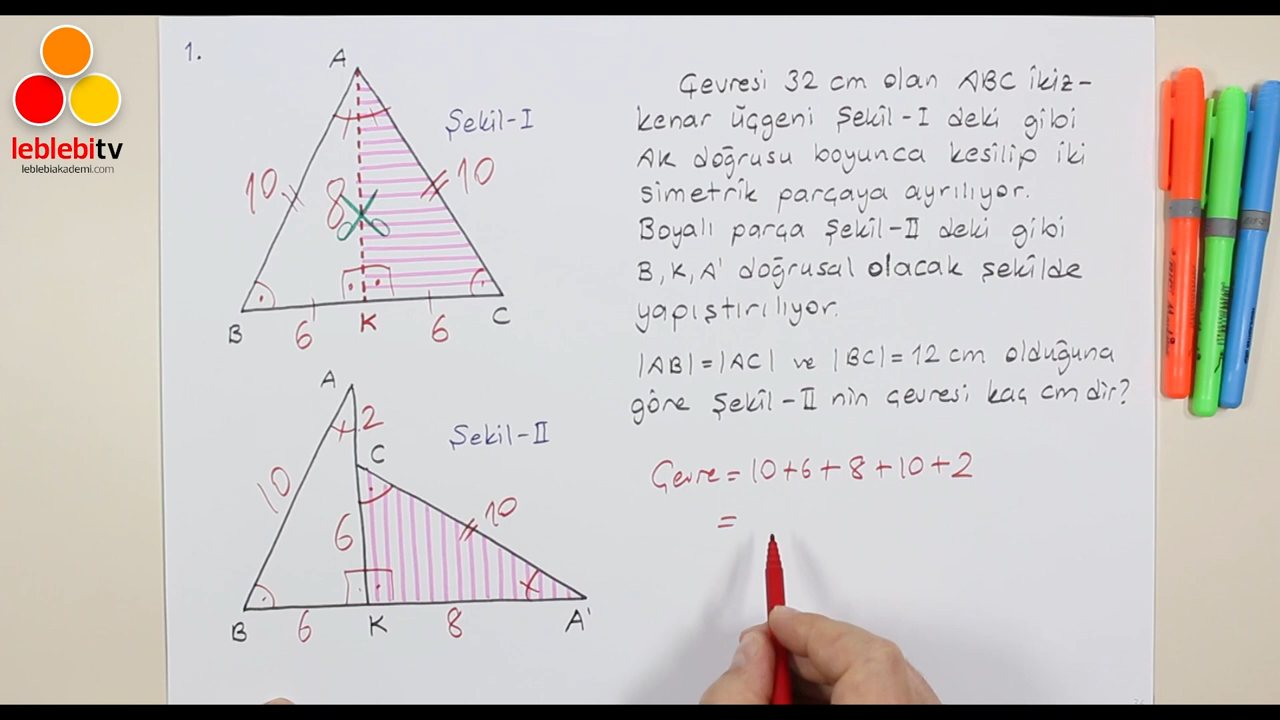 leblebitv
leblebiakademi.com
1.
A
Şekil-I
10
8
10
B
6
K
6
C
A
2
C
Şekil-II
10
6
10
B
6
K
8
A'
Çevresi 32 cm olan ABC ikiz-
kenar üçgeni Şekil-I deki gibi
AK doğrusu boyunca kesilip iki
simetrik parçaya ayrılıyor.
Boyalı parça Şekil-II deki gibi
B, K, A' doğrusal olacak şekilde
yapıştırılıyor.
|AB|=|AC| ve |BC|=12 cm olduğuna
göre Şekil-II nin çevresi kaç cm dir?
Çevre = 10+6+8+10+2
=